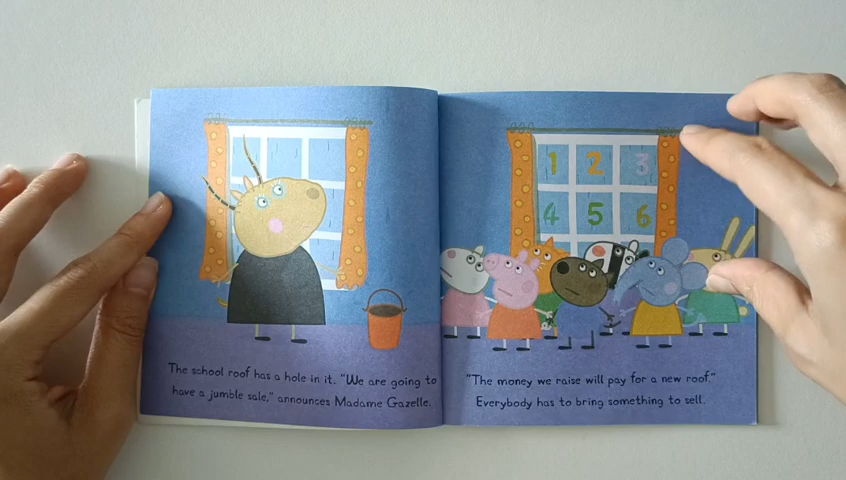 The school roof has a hole in it. "We are going to
have a jumble sale," announces Madame Gazelle.
1 2 3
4 5 6
"The money we raise will pay for a new roof."
Everybody has to bring something to sell.